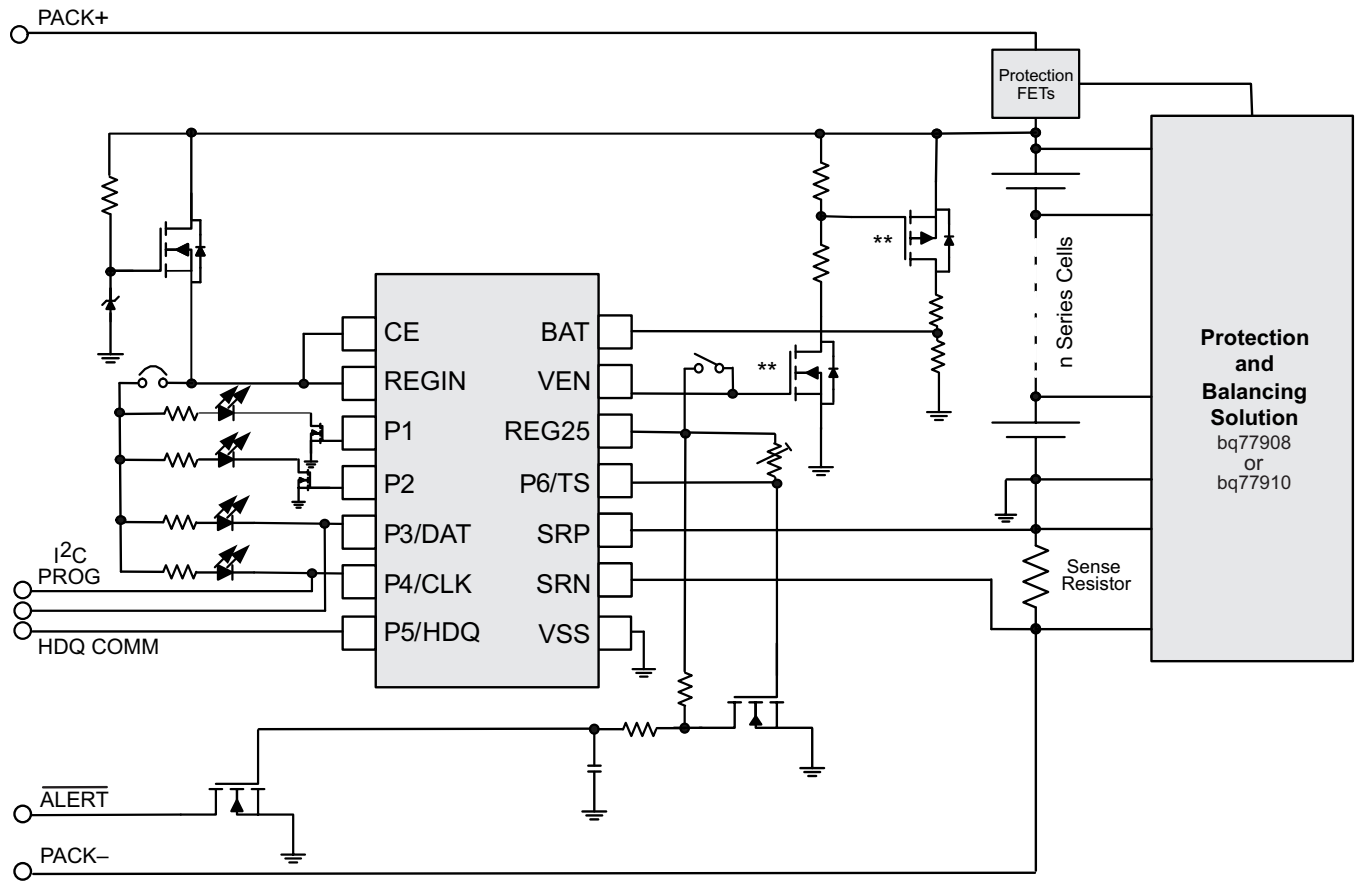 PACK+
Protection
FETs
**
n Series Cells
CE
BAT
**
REGIN
VEN
P1
REG25
P2
P6/TS
P3/DAT
SRP
P4/CLK
SRN
P5/HDQ
VSS
Protection
and
Balancing
Solution
bq77908
or
bq77910
I2C
PROG
HDQ COMM
Sense
Resistor
ALERT
PACK–